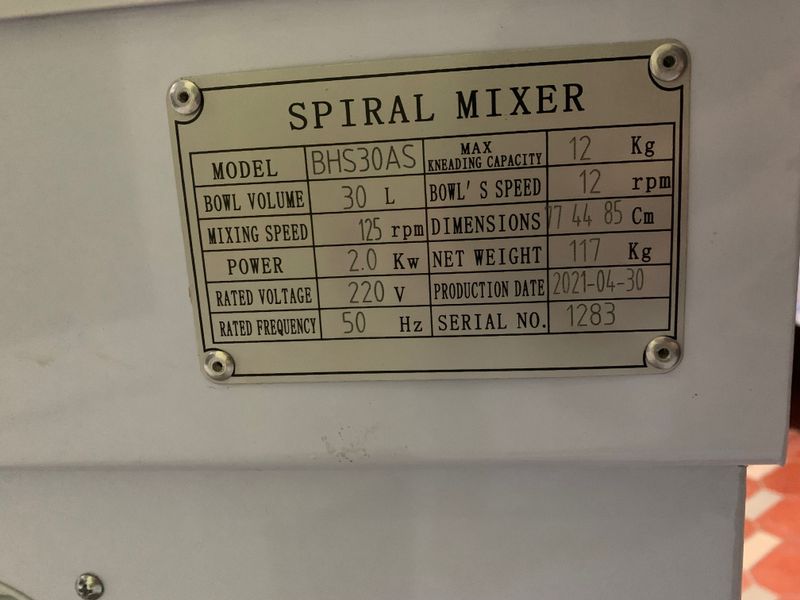 SPIRAL MIXER
MODEL BHS30AS MAX KNEADING CAPACITY 12 Kg
BOWL VOLUME 30 L BOWL'S SPEED 12 rpm
MIXING SPEED 125 rpm DIMENSIONS 77 44 85 Cm
POWER 2.0 Kw NET WEIGHT 117 Kg
RATED VOLTAGE 220 V PRODUCTION DATE 2021-04-30
RATED FREQUENCY 50 Hz SERIAL NO. 1283